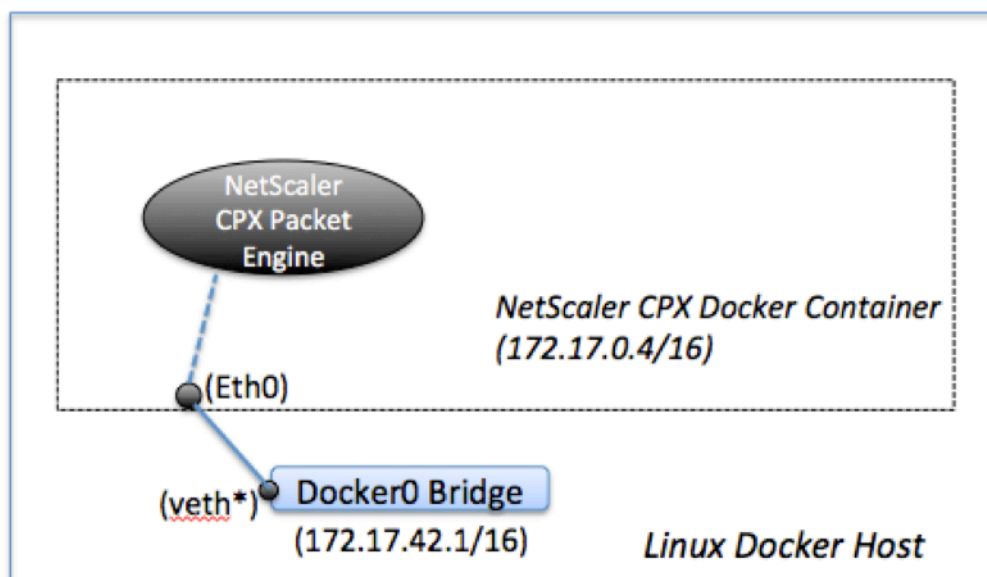 NetScaler
CPX Packet
Engine
NetScaler CPX Docker Container
(172.17.0.4/16)
(Eth0)
(veth*)
Docker0 Bridge
(172.17.42.1/16)
Linux Docker Host